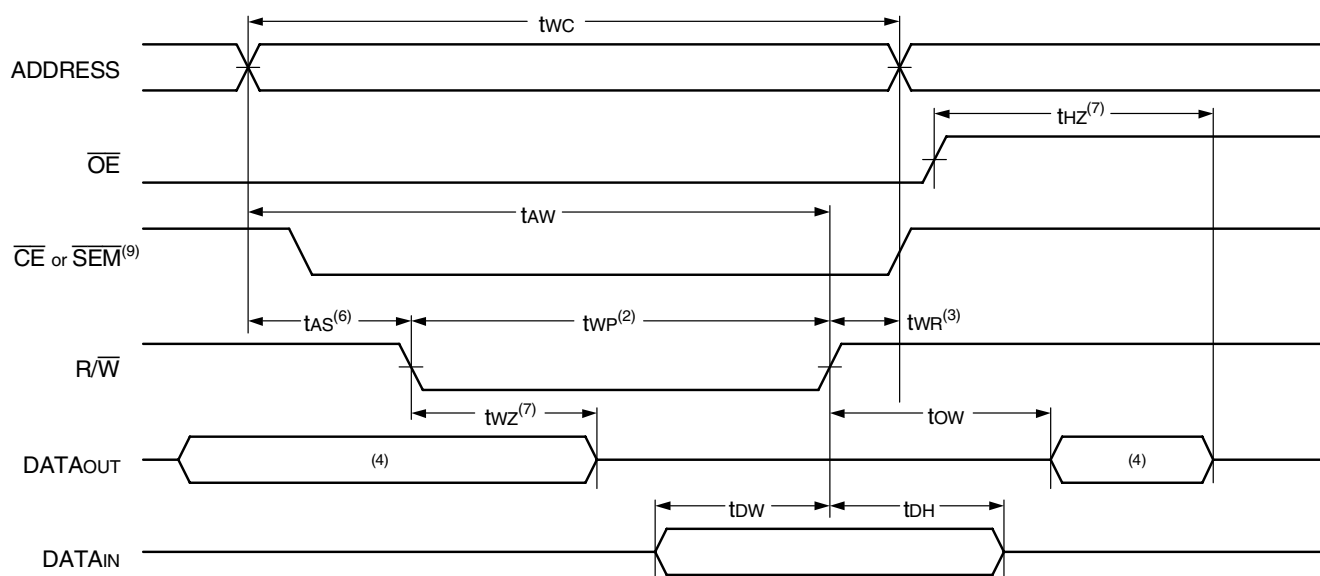 tWC
ADDRESS
tHZ(7)
OE
tAW
CE or SEM(9)
tAS(6) tWP(2) tWR(3)
R/W
tWZ(7) tOW
DATAOUT (4) (4)
tDW tDH
DATAIN